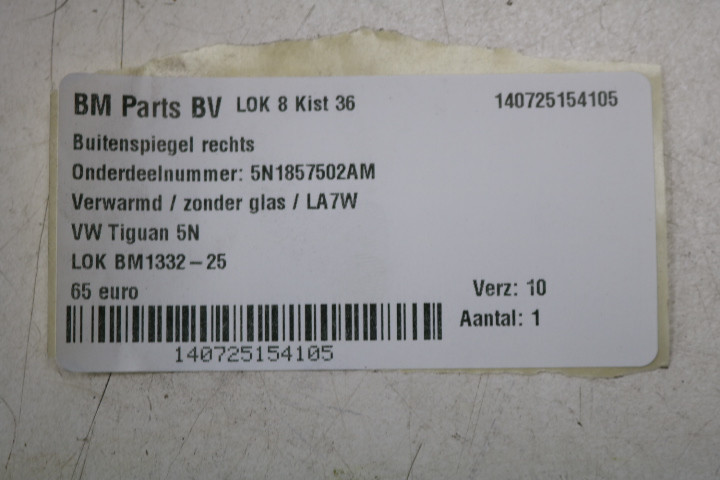 BM Parts BV LOK 8 Kist 36 140725154105
Buitenspiegel rechts
Onderdeelnummer: 5N1857502AM
Verwarmd / zonder glas / LA7W
VW Tiguan 5N
LOK BM1332-25
65 euro Verz: 10
Aantal: 1
140725154105